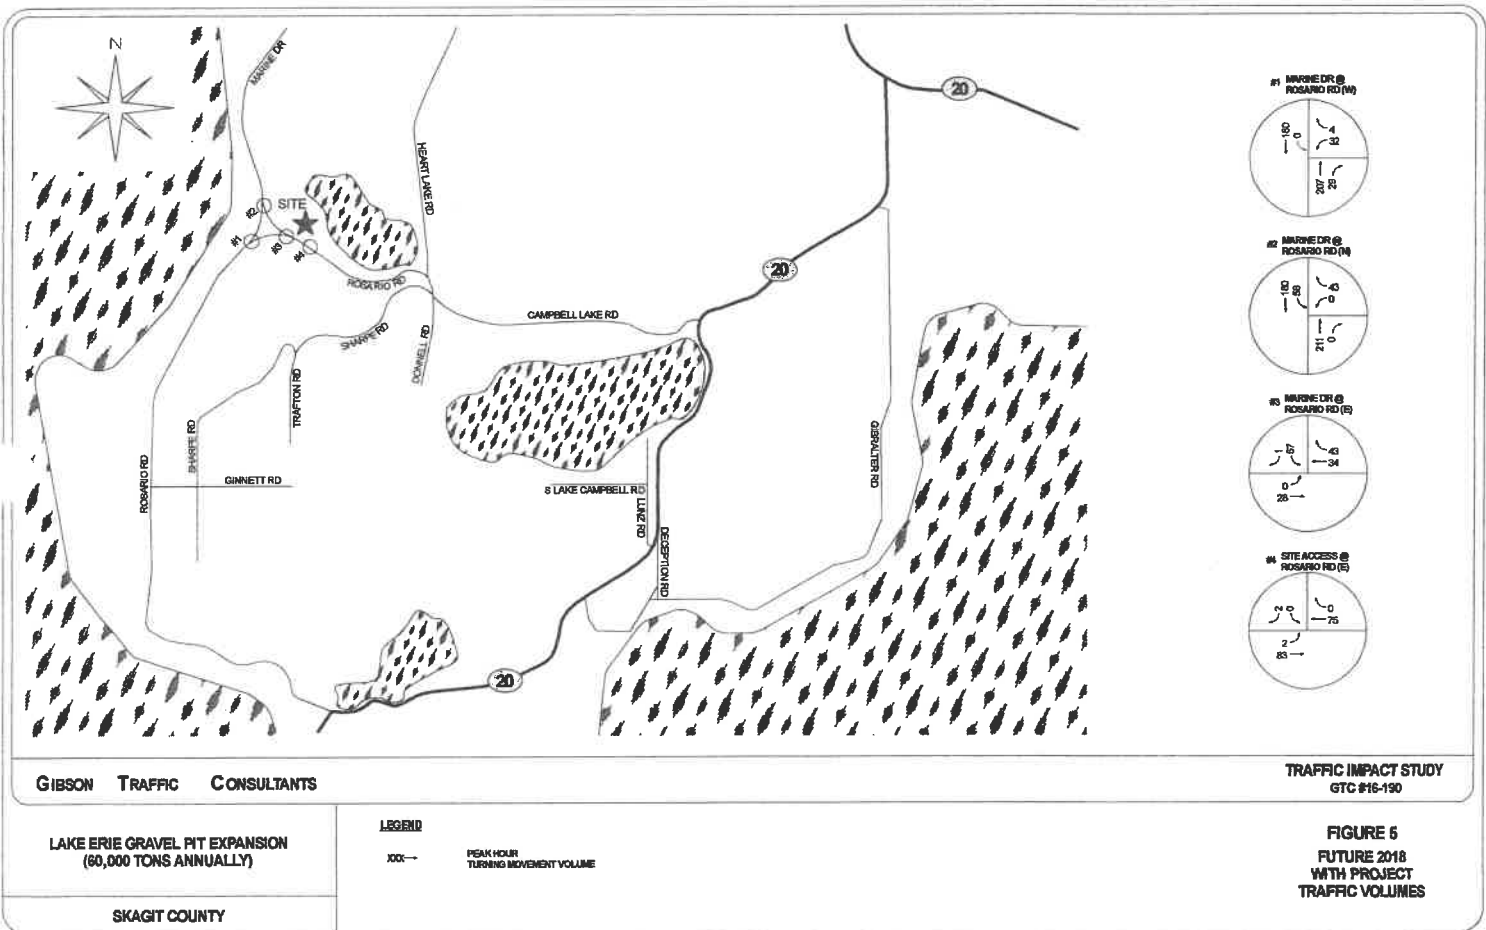 N
MARINE DR
HEART LAKE RD
20
#2
SITE
#1
#3
#4
ROSARIO RD
20
CAMPBELL LAKE RD
SHARPE RD
DONNELL RD
TRAFTON RD
SHARPE RD
ROSARIO RD
GINNETT RD
S LAKE CAMPBELL RD
LUNZ RD
DECEPTION RD
GIBRALTER RD
20
#1 MARINE DR @
ROSARIO RD (W)
180
0
4
32
207
29
#2 MARINE DR @
ROSARIO RD (N)
180
58
43
0
211
0
#3 MARINE DR @
ROSARIO RD (E)
1
67
43
34
0
28
#4 SITE ACCESS @
ROSARIO RD (E)
2
0
0
75
2
83
GIBSON TRAFFIC CONSULTANTS
TRAFFIC IMPACT STUDY
GTC #16-190
LAKE ERIE GRAVEL PIT EXPANSION
(60,000 TONS ANNUALLY)
SKAGIT COUNTY
LEGEND
XXX
PEAK HOUR
TURNING MOVEMENT VOLUME
FUTURE 2018
WITH PROJECT
TRAFFIC VOLUMES